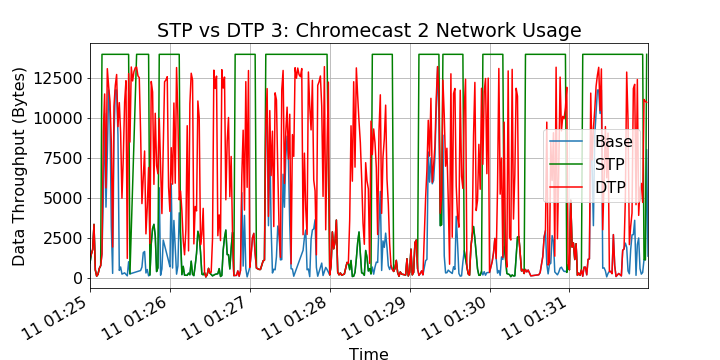 STP vs DTP 3: Chromecast 2 Network Usage
Data Throughput (Bytes)
12500
10000
7500
5000
2500
0
Base
STP
DTP
11 01:25
11 01:26
11 01:27
11 01:28
11 01:29
11 01:30
11 01:31
Time